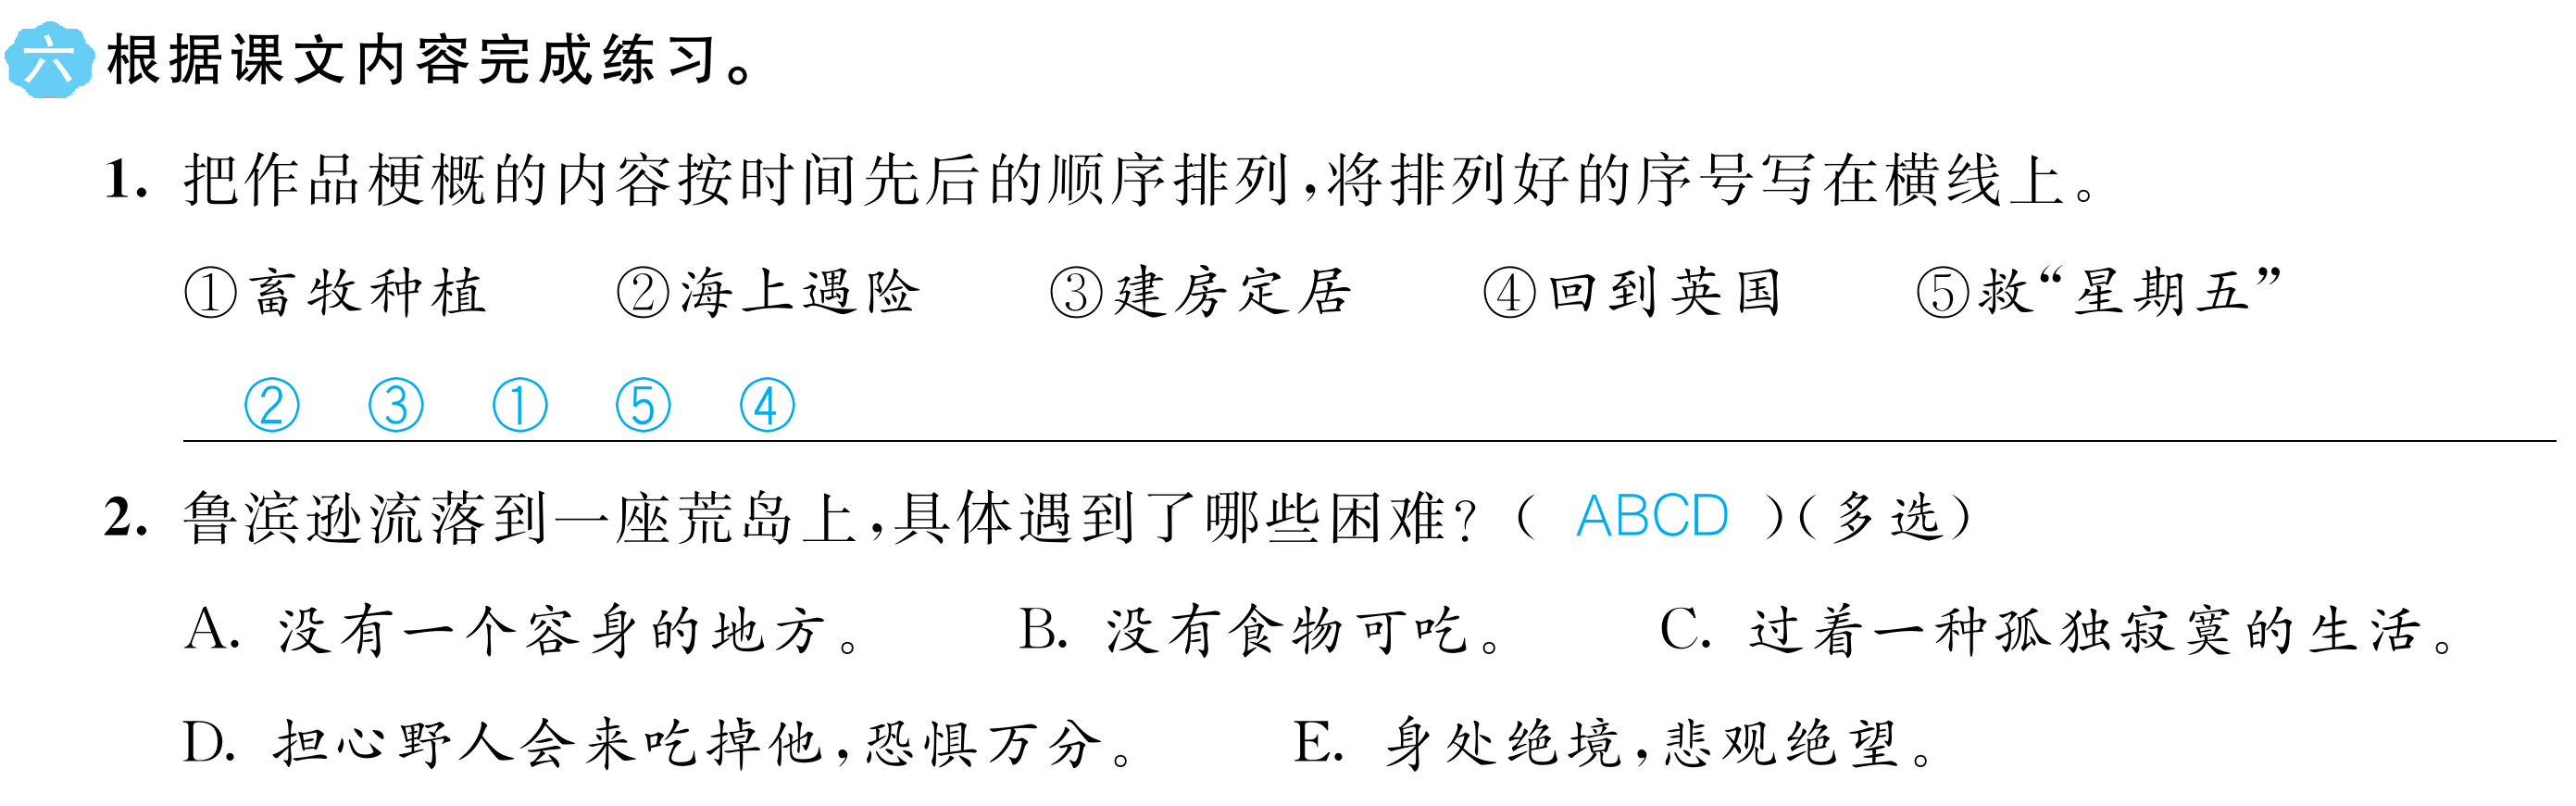 六 根据课文内容完成练习。
1. 把作品梗概的内容按时间先后的顺序排列,将排列好的序号写在横线上。
①畜牧种植 ②海上遇险 ③建房定居 ④回到英国 ⑤救“星期五”
② ③ ① ⑤ ④
2. 鲁滨逊流落到一座荒岛上,具体遇到了哪些困难?( ABCD )(多选)
A. 没有一个容身的地方。 B. 没有食物可吃。 C. 过着一种孤独寂寞的生活。
D. 担心野人会来吃掉他,恐惧万分。 E. 身处绝境,悲观绝望。